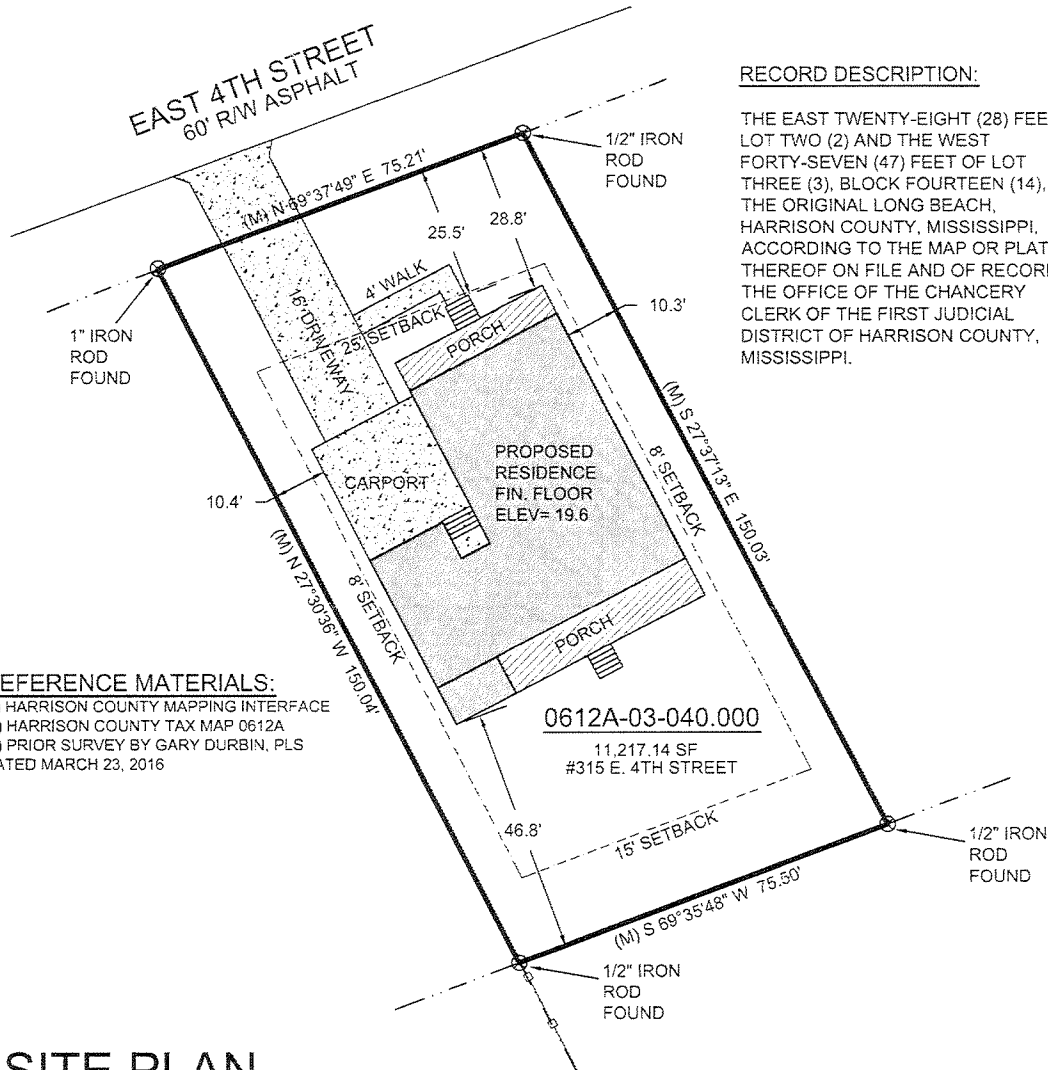 EAST 4TH STREET
60' R/W ASPHALT
RECORD DESCRIPTION:
THE EAST TWENTY-EIGHT (28) FEE
LOT TWO (2) AND THE WEST
FORTY-SEVEN (47) FEET OF LOT
THREE (3), BLOCK FOURTEEN (14),
THE ORIGINAL LONG BEACH,
HARRISON COUNTY, MISSISSIPPI,
ACCORDING TO THE MAP OR PLAT
THEREOF ON FILE AND OF RECOR
THE OFFICE OF THE CHANCERY
CLERK OF THE FIRST JUDICIAL
DISTRICT OF HARRISON COUNTY,
MISSISSIPPI.
1/2" IRON
ROD
FOUND
(M) N 69°37'49" E 75.21'
28.8'
25.5'
4' WALK
25' SETBACK
16' DRIVEWAY
PORCH
10.3'
1" IRON
ROD
FOUND
(M) S 27°37'13" E 150.03'
8' SETBACK
PROPOSED
RESIDENCE
FIN. FLOOR
ELEV= 19.6
CARPORT
10.4'
(M) N 27°30'36" W 150.04'
8' SETBACK
PORCH
EFERENCE MATERIALS:
) HARRISON COUNTY MAPPING INTERFACE
) HARRISON COUNTY TAX MAP 0612A
) PRIOR SURVEY BY GARY DURBIN, PLS
ATED MARCH 23, 2016
0612A-03-040.000
11,217.14 SF
#315 E. 4TH STREET
46.8'
15' SETBACK
1/2" IRON
ROD
FOUND
(M) S 69°35'48" W 75.50'
1/2" IRON
ROD
FOUND
SITE PLAN